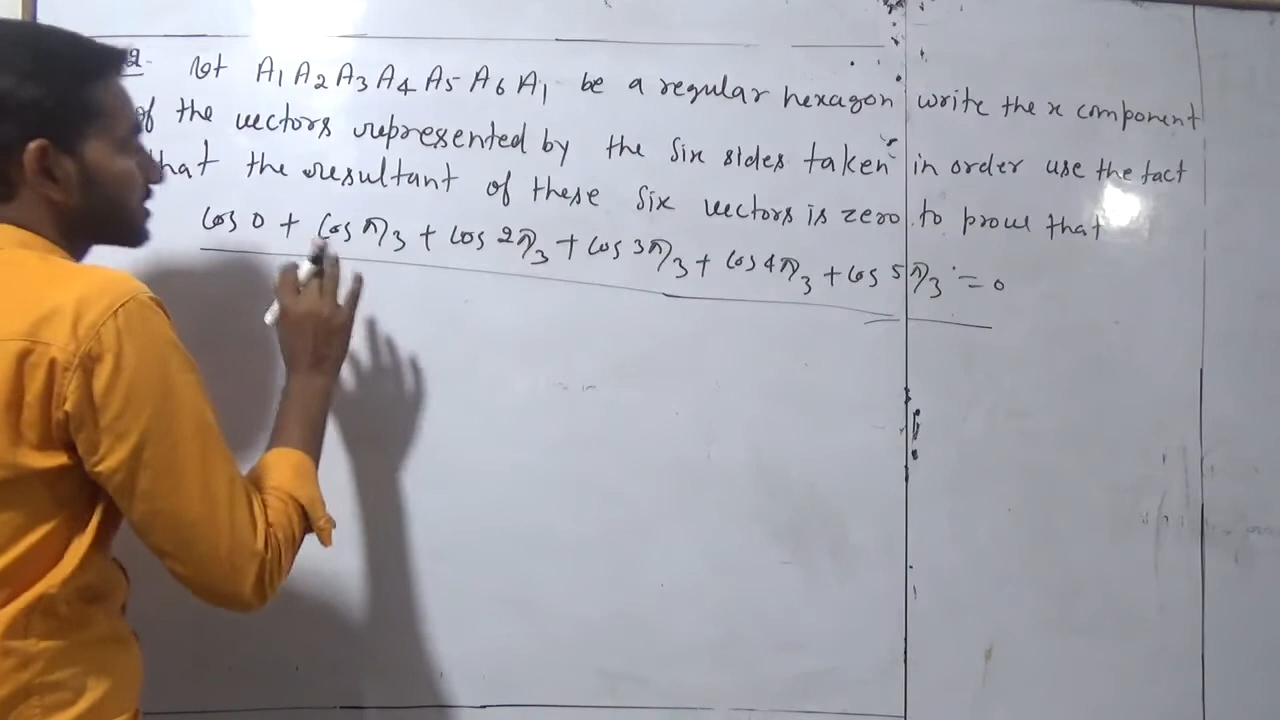 2. Let A1 A2 A3 A4 A5 A6 A1 be a regular hexagon write the x component
of the vectors represented by the six sides taken in order use the fact
that the resultant of these six vectors is zero to prove that
cos 0 + cos π/3 + cos 2π/3 + cos 3π/3 + cos 4π/3 + cos 5π/3 = 0